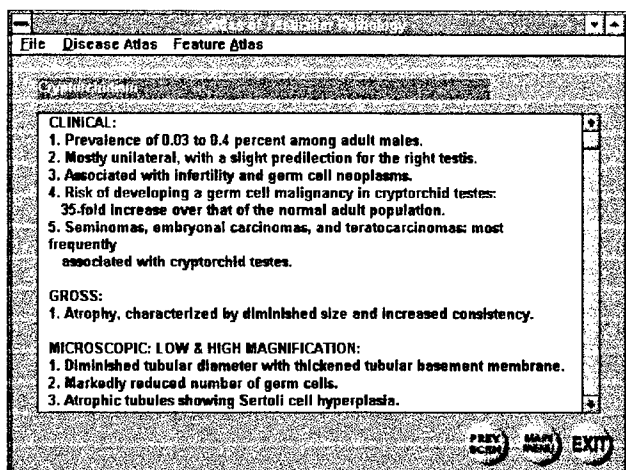 Atlas of Testicular Pathology
File Disease Atlas Feature Atlas
Cryptorchidism
CLINICAL:
1. Prevalence of 0.03 to 0.4 percent among adult males.
2. Mostly unilateral, with a slight predilection for the right testis.
3. Associated with infertility and germ cell neoplasms.
4. Risk of developing a germ cell malignancy in cryptorchid testes:
35-fold increase over that of the normal adult population.
5. Seminomas, embryonal carcinomas, and teratocarcinomas: most
frequently
associated with cryptorchid testes.
GROSS:
1. Atrophy, characterized by diminished size and increased consistency.
MICROSCOPIC: LOW & HIGH MAGNIFICATION:
1. Diminished tubular diameter with thickened tubular basement membrane.
2. Markedly reduced number of germ cells.
3. Atrophic tubules showing Sertoli cell hyperplasia.
PREV
SCRN
MAIN
MENU
EXIT